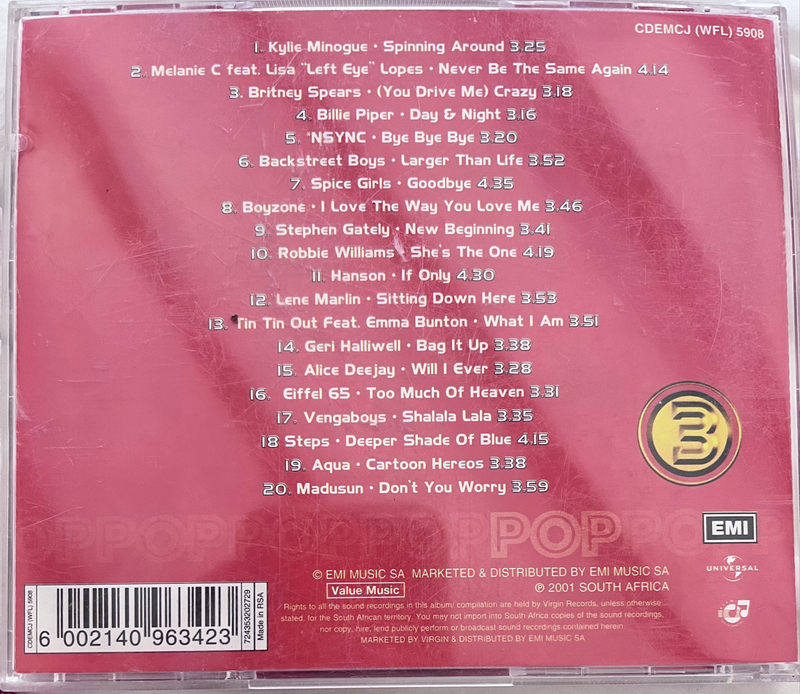 CDEMCJ (WFL) 5908
1. Kylie Minogue • Spinning Around 3.25
2. Melanie C feat. Lisa "Left Eye" Lopes • Never Be The Same Again 4.14
3. Britney Spears • (You Drive Me) Crazy 3.18
4. Billie Piper • Day & Night 3.16
5. *NSYNC • Bye Bye Bye 3.20
6. Backstreet Boys • Larger Than Life 3.52
7. Spice Girls • Goodbye 4.35
8. Boyzone • I Love The Way You Love Me 3.46
9. Stephen Gately • New Beginning 3.41
10. Robbie Williams • She's The One 4.19
11. Hanson • If Only 4.30
12. Lene Marlin • Sitting Down Here 3.53
13. Tin Tin Out Feat. Emma Bunton • What I Am 3.51
14. Geri Halliwell • Bag It Up 3.38
15. Alice Deejay • Will I Ever 3.28
16. Eiffel 65 • Too Much Of Heaven 3.31
17. Vengaboys • Shalala Lala 3.35
18 Steps • Deeper Shade Of Blue 4.15
19. Aqua • Cartoon Hereos 3.38
20. Madusun • Don't You Worry 3.59
3
POPPOPPOPPOPPOPPOP
EMI
UNIVERSAL
© EMI MUSIC SA MARKETED & DISTRIBUTED BY EMI MUSIC SA
Value Music
℗ 2001 SOUTH AFRICA
Rights to all the sound recordings in this album/ compilation are held by Virgin Records, unless otherwise
stated, for the South African territory. You may not import into South Africa copies of the sound recordings,
nor copy, hire, lend publicly perform or broadcast sound recordings contained herein.
MARKETED BY VIRGIN & DISTRIBUTED BY EMI MUSIC SA
CDEMCJ (WFL) 5908
6 002140 963423
724353202729
Made in RSA